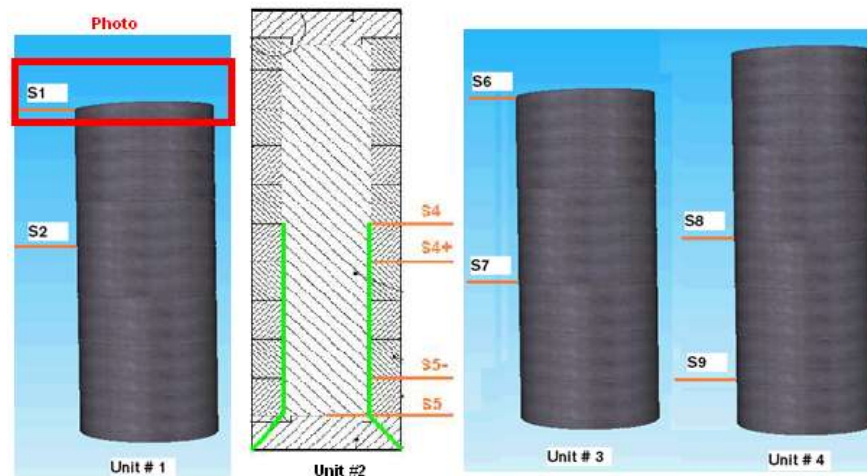 Photo
S1
S2
Unit # 1
S4
S4+
S5-
S5
Unit #2
S6
S7
Unit # 3
S8
S9
Unit # 4